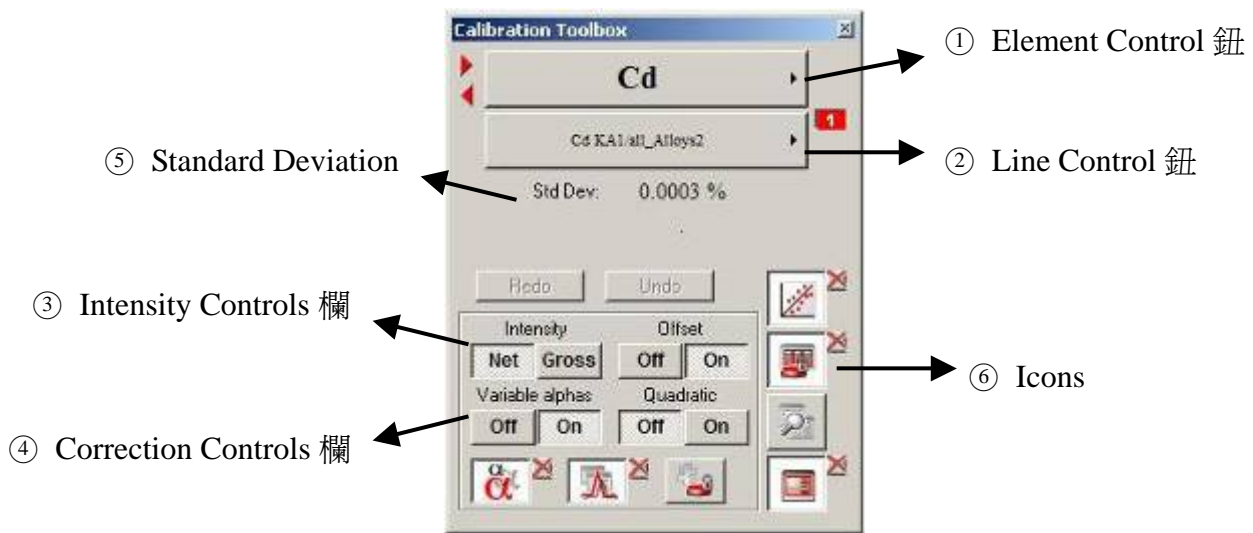 Calibration Toolbox
① Element Control 鈕
Cd
1
Cd KA1/all_Alloys2
⑤ Standard Deviation
② Line Control 鈕
Std Dev: 0.0003 %
Redo Undo
③ Intensity Controls 欄
Intensity Offset
Net Gross Off On
⑥ Icons
Variable alphas Quadratic
Off On Off On
④ Correction Controls 欄
α α